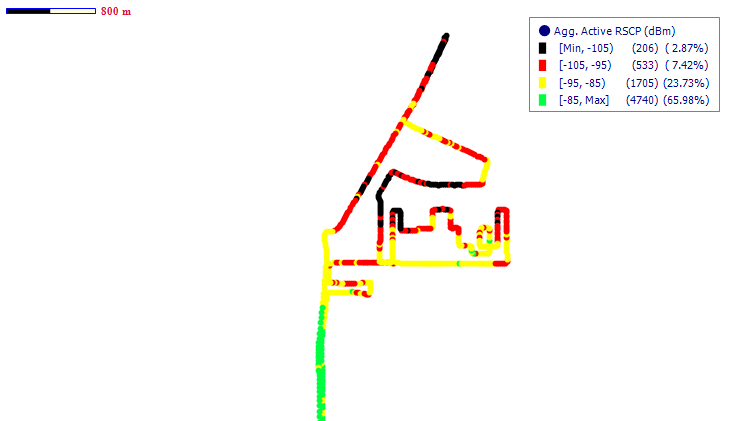 800 m
Agg. Active RSCP (dBm)
[Min, -105) (206) ( 2.87%)
[-105, -95) (533) ( 7.42%)
[-95, -85) (1705) (23.73%)
[-85, Max] (4740) (65.98%)